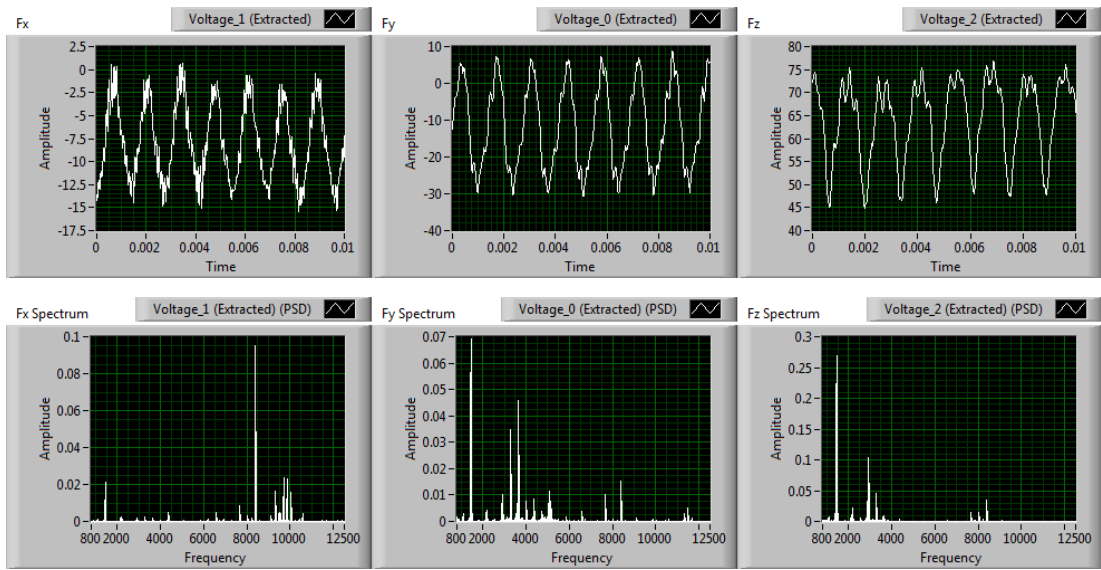 Fx
Voltage_1 (Extracted)
Amplitude
2.5
0
-2.5
-5
-7.5
-10
-12.5
-15
-17.5
0 0.002 0.004 0.006 0.008 0.01
Time
Fy
Voltage_0 (Extracted)
Amplitude
10
0
-10
-20
-30
-40
0 0.002 0.004 0.006 0.008 0.01
Time
Fz
Voltage_2 (Extracted)
Amplitude
80
75
70
65
60
55
50
45
40
0 0.002 0.004 0.006 0.008 0.01
Time
Fx Spectrum
Voltage_1 (Extracted) (PSD)
Amplitude
0.1
0.08
0.06
0.04
0.02
0
800 2000 4000 6000 8000 10000 12500
Frequency
Fy Spectrum
Voltage_0 (Extracted) (PSD)
Amplitude
0.07
0.06
0.05
0.04
0.03
0.02
0.01
0
800 2000 4000 6000 8000 10000 12500
Frequency
Fz Spectrum
Voltage_2 (Extracted) (PSD)
Amplitude
0.3
0.25
0.2
0.15
0.1
0.05
0
800 2000 4000 6000 8000 10000 12500
Frequency